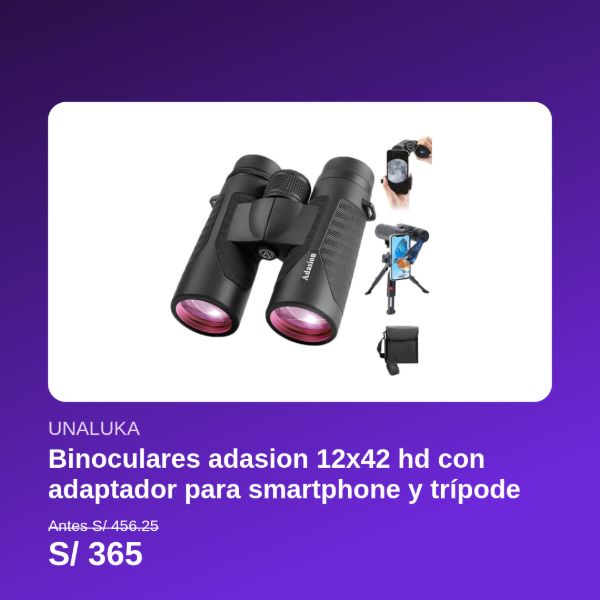 Adasion
UNALUKA
Binoculares adasion 12x42 hd con
adaptador para smartphone y trípode
Antes S/ 456.25
S/ 365